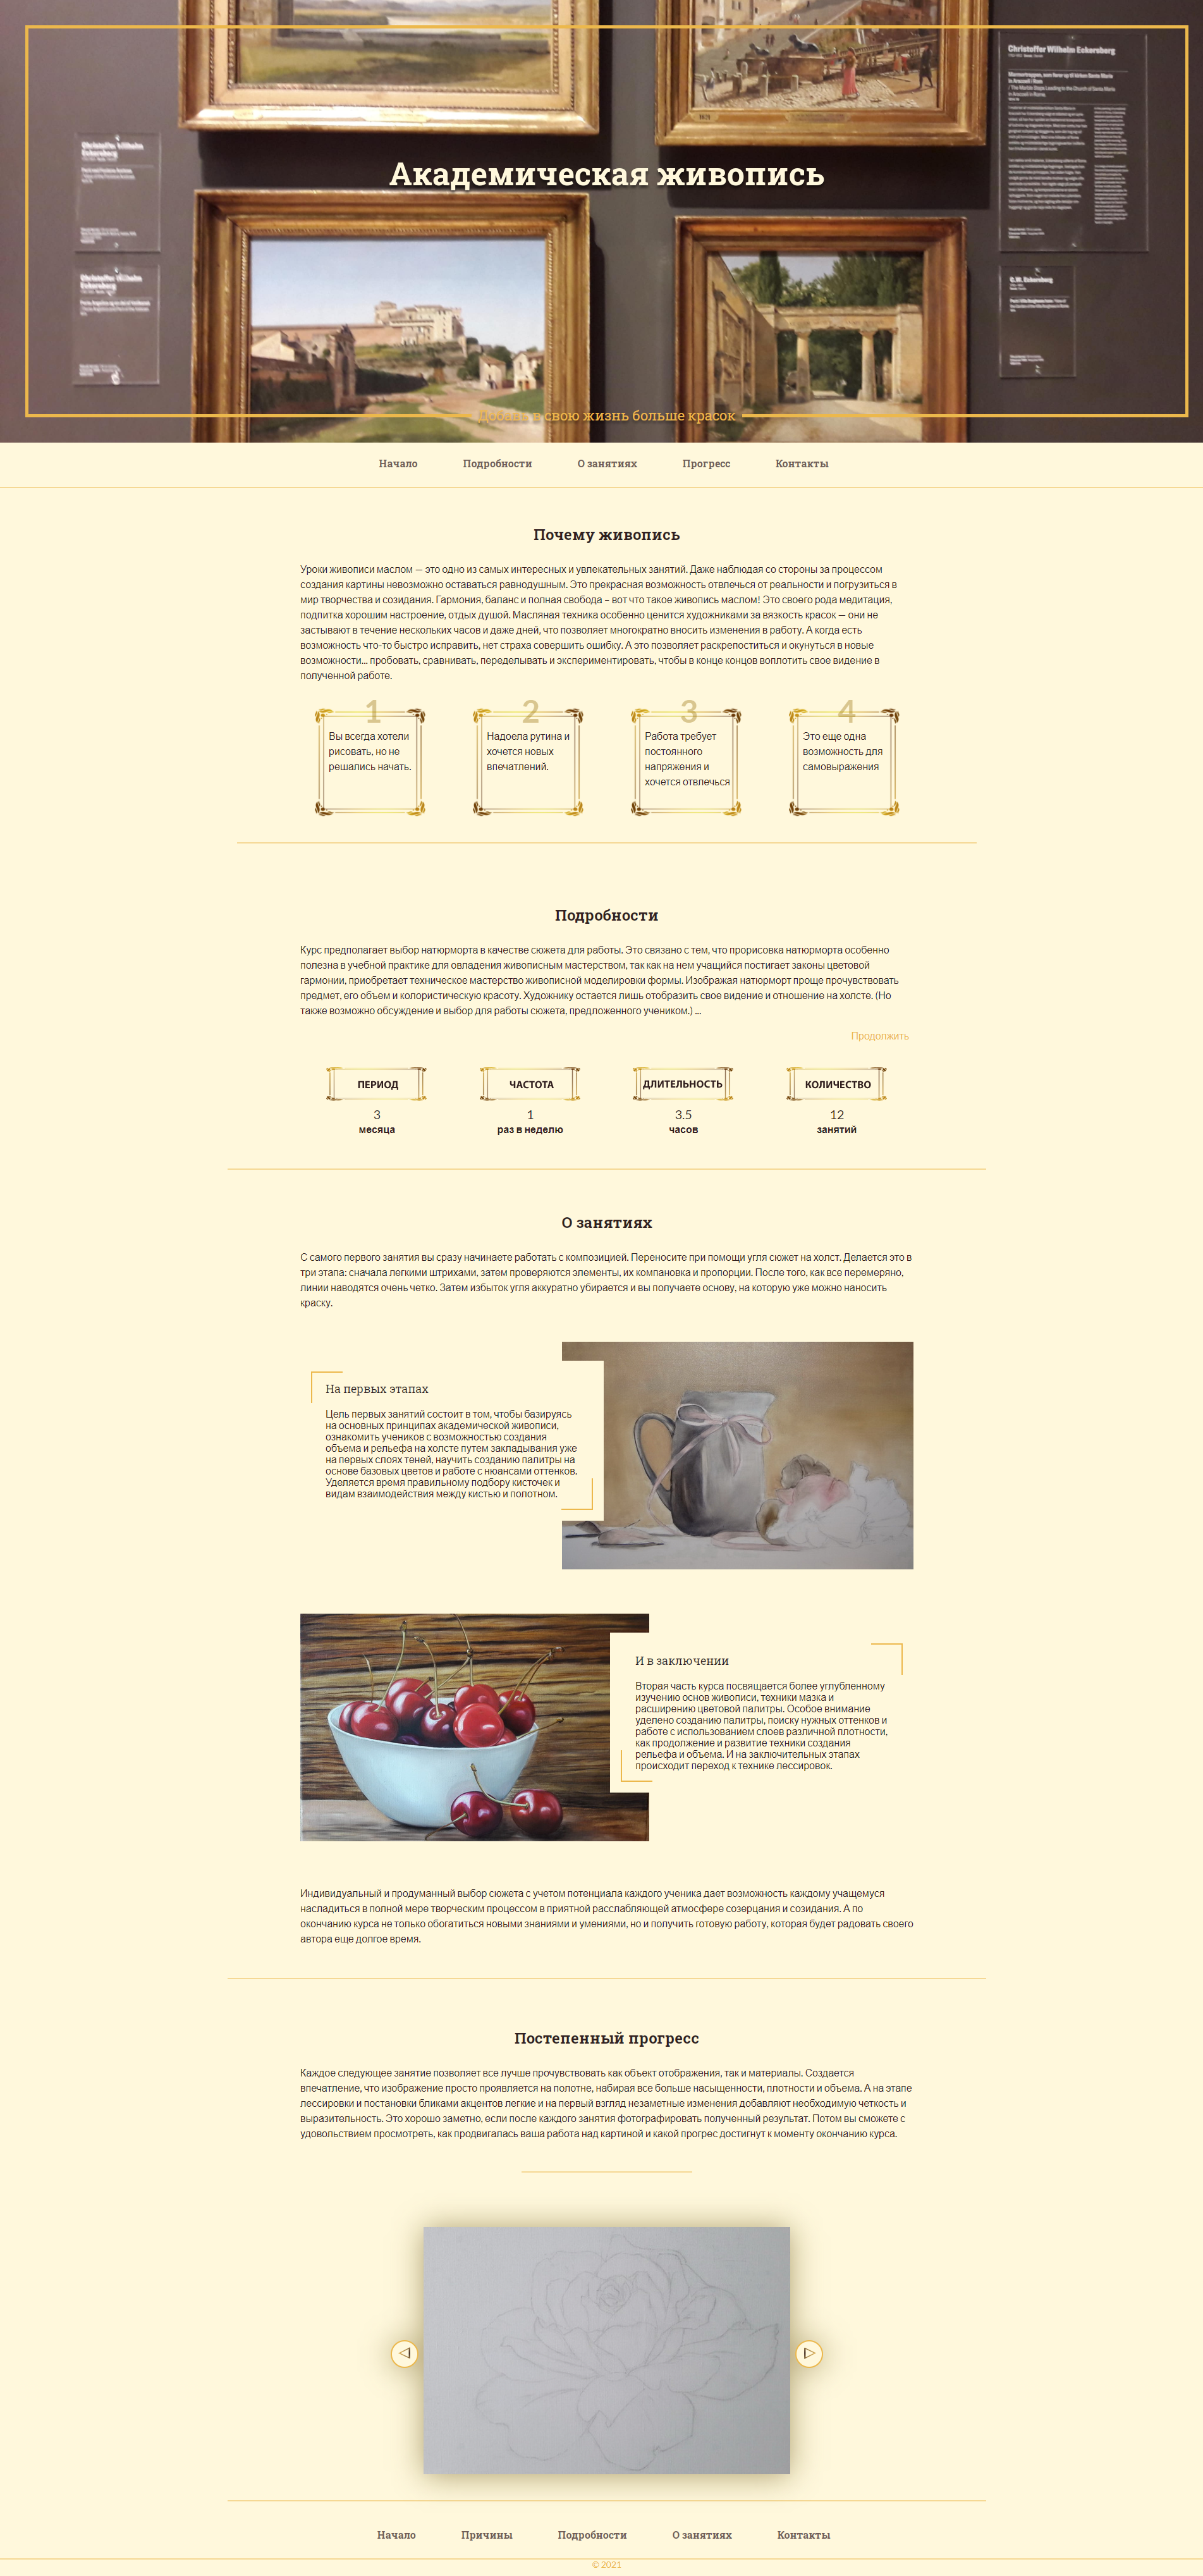 Christoffer Wilhelm Eckersberg
Christoffer Wilhelm
Eckersberg
Christoffer Wilhelm
Eckersberg
C.W. Eckersberg
Академическая живопись
Добавь в свою жизнь больше красок
Начало Подробности О занятиях Прогресс Контакты
Почему живопись
Уроки живописи маслом — это одно из самых интересных и увлекательных занятий. Даже наблюдая со стороны за процессом
создания картины невозможно оставаться равнодушным. Это прекрасная возможность отвлечься от реальности и погрузиться в
мир творчества и созидания. Гармония, баланс и полная свобода – вот что такое живопись маслом! Это своего рода медитация,
подпитка хорошим настроение, отдых душой. Масляная техника особенно ценится художниками за вязкость красок — они не
застывают в течение нескольких часов и даже дней, что позволяет многократно вносить изменения в работу. А когда есть
возможность что-то быстро исправить, нет страха совершить ошибку. А это позволяет раскрепоститься и окунуться в новые
возможности... пробовать, сравнивать, переделывать и экспериментировать, чтобы в конце концов воплотить свое видение в
полученной работе.
1
Вы всегда хотели
рисовать, но не
решались начать.
2
Надоела рутина и
хочется новых
впечатлений.
3
Работа требует
постоянного
напряжения и
хочется отвлечься
4
Это еще одна
возможность для
самовыражения
Подробности
Курс предполагает выбор натюрморта в качестве сюжета для работы. Это связано с тем, что прорисовка натюрморта особенно
полезна в учебной практике для овладения живописным мастерством, так как на нем учащийся постигает законы цветовой
гармонии, приобретает техническое мастерство живописной моделировки формы. Изображая натюрморт проще прочувствовать
предмет, его объем и колористическую красоту. Художнику остается лишь отобразить свое видение и отношение на холсте. (Но
также возможно обсуждение и выбор для работы сюжета, предложенного учеником.) ...
Продолжить
ПЕРИОД
3
месяца
ЧАСТОТА
1
раз в неделю
ДЛИТЕЛЬНОСТЬ
3.5
часов
КОЛИЧЕСТВО
12
занятий
О занятиях
С самого первого занятия вы сразу начинаете работать с композицией. Переносите при помощи угля сюжет на холст. Делается это в
три этапа: сначала легкими штрихами, затем проверяются элементы, их компановка и пропорции. После того, как все перемеряно,
линии наводятся очень четко. Затем избыток угля аккуратно убирается и вы получаете основу, на которую уже можно наносить
краску.
На первых этапах
Цель первых занятий состоит в том, чтобы базируясь
на основных принципах академической живописи,
ознакомить учеников с возможностью создания
объема и рельефа на холсте путем закладывания уже
на первых слоях теней, научить созданию палитры на
основе базовых цветов и работе с нюансами оттенков.
Уделяется время правильному подбору кисточек и
видам взаимодействия между кистью и полотном.
И в заключении
Вторая часть курса посвящается более углубленному
изучению основ живописи, техники мазка и
расширению цветовой палитры. Особое внимание
уделено созданию палитры, поиску нужных оттенков и
работе с использованием слоев различной плотности,
как продолжение и развитие техники создания
рельефа и объема. И на заключительных этапах
происходит переход к технике лессировок.
Индивидуальный и продуманный выбор сюжета с учетом потенциала каждого ученика дает возможность каждому учащемуся
насладиться в полной мере творческим процессом в приятной расслабляющей атмосфере созерцания и созидания. А по
окончанию курса не только обогатиться новыми знаниями и умениями, но и получить готовую работу, которая будет радовать своего
автора еще долгое время.
Постепенный прогресс
Каждое следующее занятие позволяет все лучше прочувствовать как объект отображения, так и материалы. Создается
впечатление, что изображение просто проявляется на полотне, набирая все больше насыщенности, плотности и объема. А на этапе
лессировки и постановки бликами акцентов легкие и на первый взгляд незаметные изменения добавляют необходимую четкость и
выразительность. Это хорошо заметно, если после каждого занятия фотографировать полученный результат. Потом вы сможете с
удовольствием просмотреть, как продвигалась ваша работа над картиной и какой прогрес достигнут к моменту окончанию курса.
Начало Причины Подробности О занятиях Контакты
© 2021